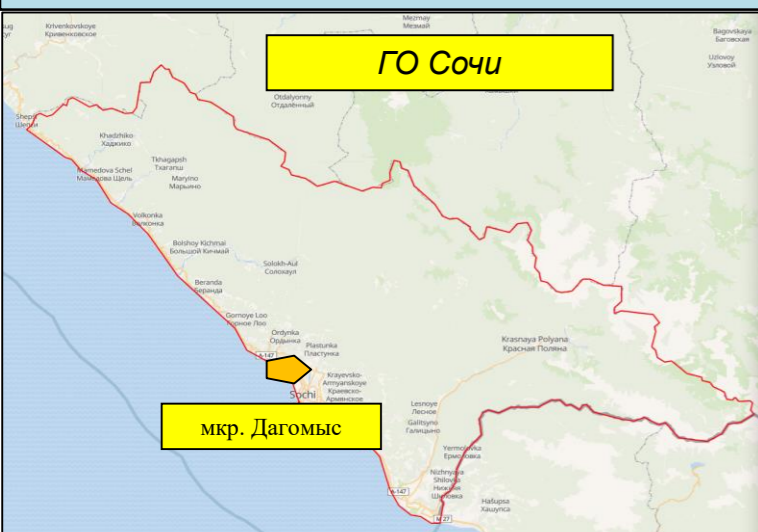 Krivenkovskoye
Кривенковское
Mezmay
Мезмай
Bagovskaya
Баговская
ГО Сочи
Uzlovoy
Узловой
Otdalyonny
Отдалённый
Khadzhiko
Хаджико
Tkhagapsh
Тхагапш
Mamedova Schel
Мамедова Щель
Maryino
Марьино
Volkonka
Волконка
Bolshoy Kichmai
Большой Кичмай
Solokh-Aul
Солохаул
Beranda
Беранда
Gornoye Loo
Горное Лоо
Ordynka
Ордынка
A-147
Plastunka
Пластунка
Krasnaya Polyana
Красная Поляна
Krayevsko-
Armyanskoye
Краевско-
Армянское
Sochi
мкр. Дагомыс
Lesnoye
Лесное
Galitsyno
Галицыно
Yermolovka
Ермоловка
Nizhnyaya
Shilovka
Нижняя
Шиловка
A-147
Hašupsa
Хашупса